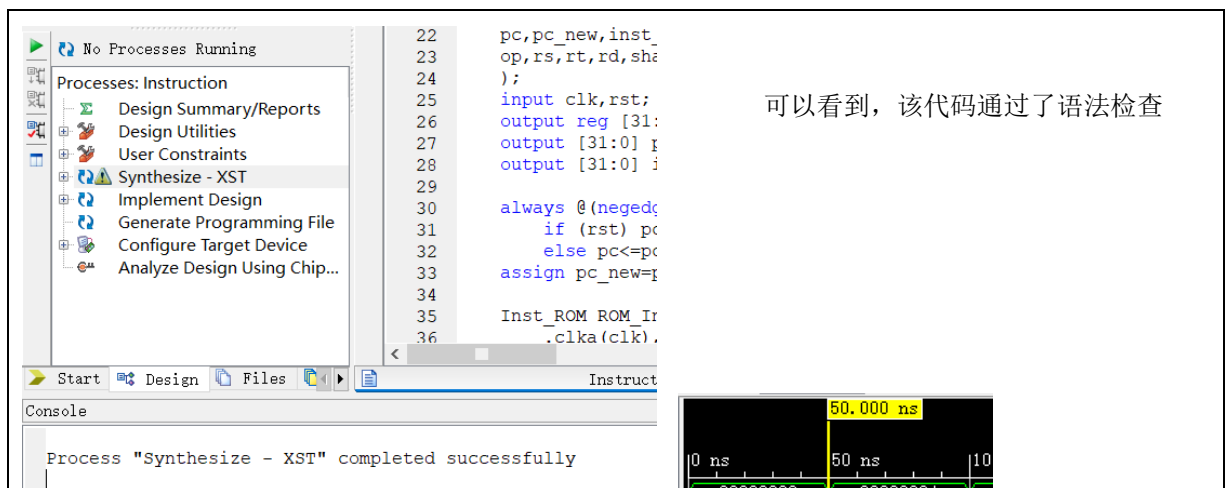 No Processes Running
Processes: Instruction
Design Summary/Reports
Design Utilities
User Constraints
Synthesize - XST
Implement Design
Generate Programming File
Configure Target Device
Analyze Design Using Chip...
Start Design Files
22 pc,pc_new,inst_
23 op,rs,rt,rd,sha
24 );
25 input clk,rst;
26 output reg [31:
27 output [31:0] p
28 output [31:0] i
29
30 always @(negedg
31 if (rst) pc
32 else pc<=pc
33 assign pc_new=p
34
35 Inst_ROM ROM_In
36 .clka(clk),
Instruct
可以看到，该代码通过了语法检查
Console
Process "Synthesize - XST" completed successfully
50.000 ns
0 ns 50 ns 10